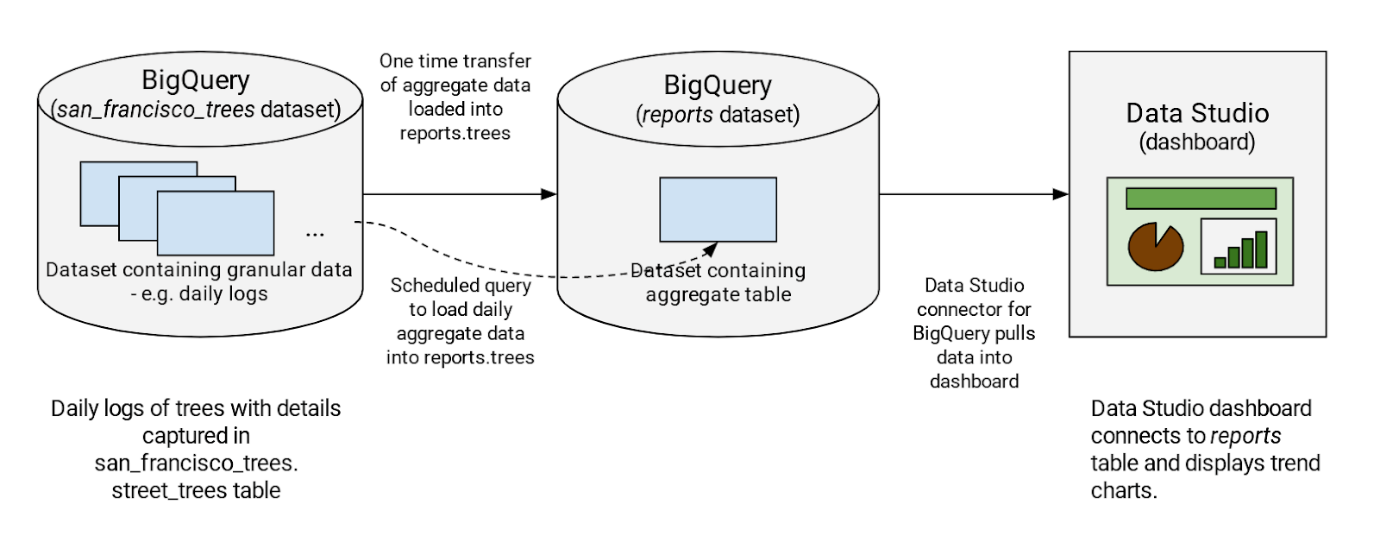 BigQuery
(san_francisco_trees dataset)
...
Dataset containing granular data
- e.g. daily logs
One time transfer
of aggregate data
loaded into
reports.trees
Scheduled query
to load daily
aggregate data
into reports.trees
BigQuery
(reports dataset)
Dataset containing
aggregate table
Data Studio
connector for
BigQuery pulls
data into
dashboard
Data Studio
(dashboard)
Daily logs of trees with details
captured in
san_francisco_trees.
street_trees table
Data Studio dashboard
connects to reports
table and displays trend
charts.